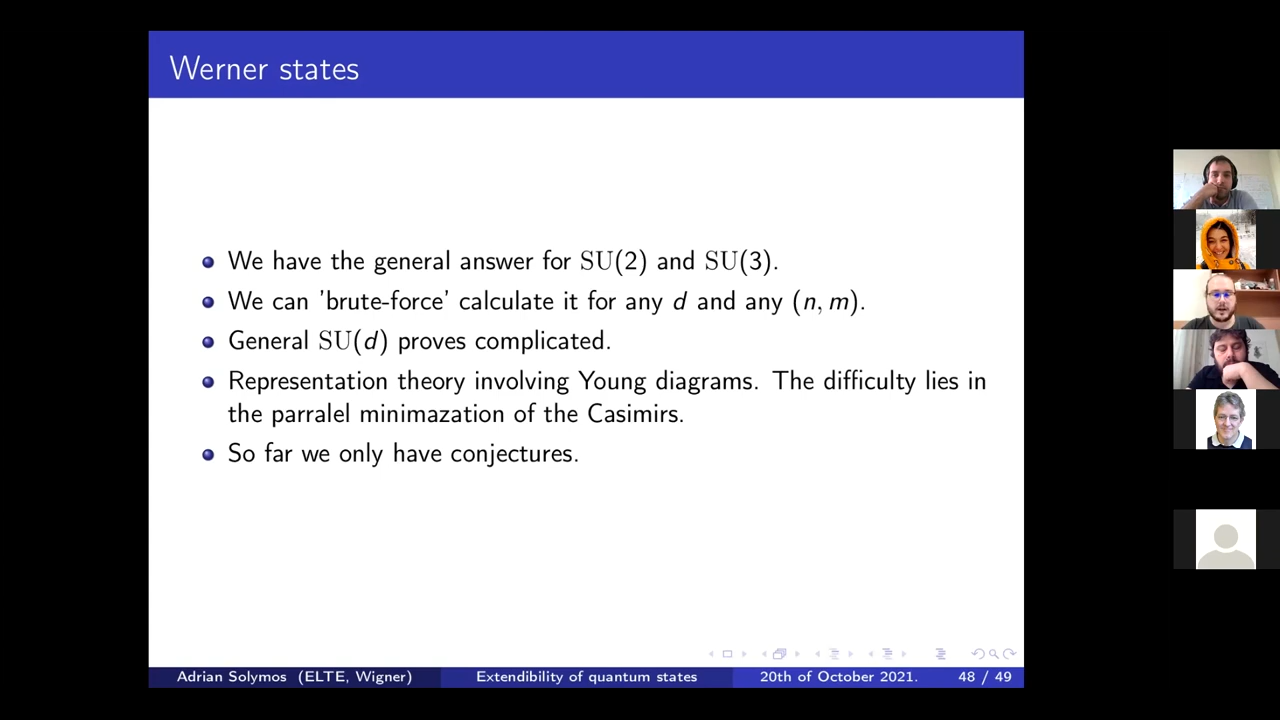 Werner states
We have the general answer for SU(2) and SU(3).
We can 'brute-force' calculate it for any d and any (n, m).
General SU(d) proves complicated.
Representation theory involving Young diagrams. The difficulty lies in
the parralel minimazation of the Casimirs.
So far we only have conjectures.
Adrian Solymos (ELTE, Wigner) Extendibility of quantum states 20th of October 2021. 48 / 49